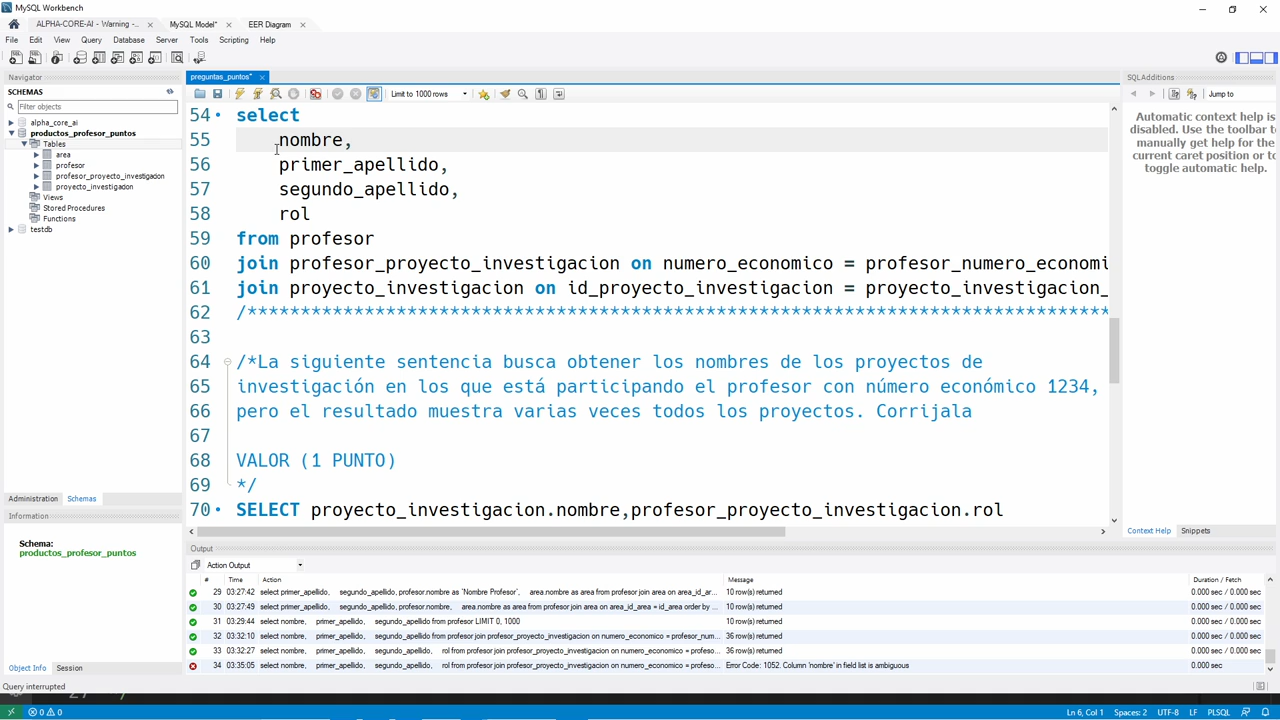 MySQL Workbench
ALPHA-CORE-AI - Warning -... × MySQL Model* × EER Diagram ×
File Edit View Query Database Server Tools Scripting Help
Navigator
SCHEMAS
Filter objects
alpha_core_ai
productos_profesor_puntos
Tables
area
profesor
profesor_proyecto_investigacion
proyecto_investigacion
Views
Stored Procedures
Functions
testdb
Administration Schemas
Information
Schema:
productos_profesor_puntos
Object Info Session
Query interrupted
preguntas_puntos* ×
Limit to 1000 rows
54 select
55 nombre,
56 primer_apellido,
57 segundo_apellido,
58 rol
59 from profesor
60 join profesor_proyecto_investigacion on numero_economico = profesor_numero_economi
61 join proyecto_investigacion on id_proyecto_investigacion = proyecto_investigacion_
62 /*********************************************************************************
63
64 /*La siguiente sentencia busca obtener los nombres de los proyectos de
65 investigación en los que está participando el profesor con número económico 1234,
66 pero el resultado muestra varias veces todos los proyectos. Corrijala
67
68 VALOR (1 PUNTO)
69 */
70 SELECT proyecto_investigacion.nombre,profesor_proyecto_investigacion.rol
Output
Action Output
# Time Action Message Duration / Fetch
29 03:27:42 select primer_apellido, segundo_apellido, profesor.nombre as 'Nombre Profesor', area.nombre as area from profesor join area on area_id_ar... 10 row(s) returned 0.000 sec / 0.000 sec
30 03:27:49 select primer_apellido, segundo_apellido, profesor.nombre, area.nombre as area from profesor join area on area_id_area = id_area order by ... 10 row(s) returned 0.000 sec / 0.000 sec
31 03:29:44 select nombre, primer_apellido, segundo_apellido from profesor LIMIT 0, 1000 10 row(s) returned 0.000 sec / 0.000 sec
32 03:32:10 select nombre, primer_apellido, segundo_apellido from profesor join profesor_proyecto_investigacion on numero_economico = profesor_num... 36 row(s) returned 0.000 sec / 0.000 sec
33 03:32:27 select nombre, primer_apellido, segundo_apellido, rol from profesor join profesor_proyecto_investigacion on numero_economico = profeso... 36 row(s) returned 0.000 sec / 0.000 sec
34 03:35:05 select nombre, primer_apellido, segundo_apellido, rol from profesor join profesor_proyecto_investigacion on numero_economico = profeso... Error Code: 1052. Column 'nombre' in field list is ambiguous 0.000 sec
SQLAdditions
Jump to
Automatic context help is
disabled. Use the toolbar to
manually get help for the
current caret position or to
toggle automatic help.
Context Help Snippets
0 0 Ln 6, Col 1 Spaces: 2 UTF-8 LF PLSQL